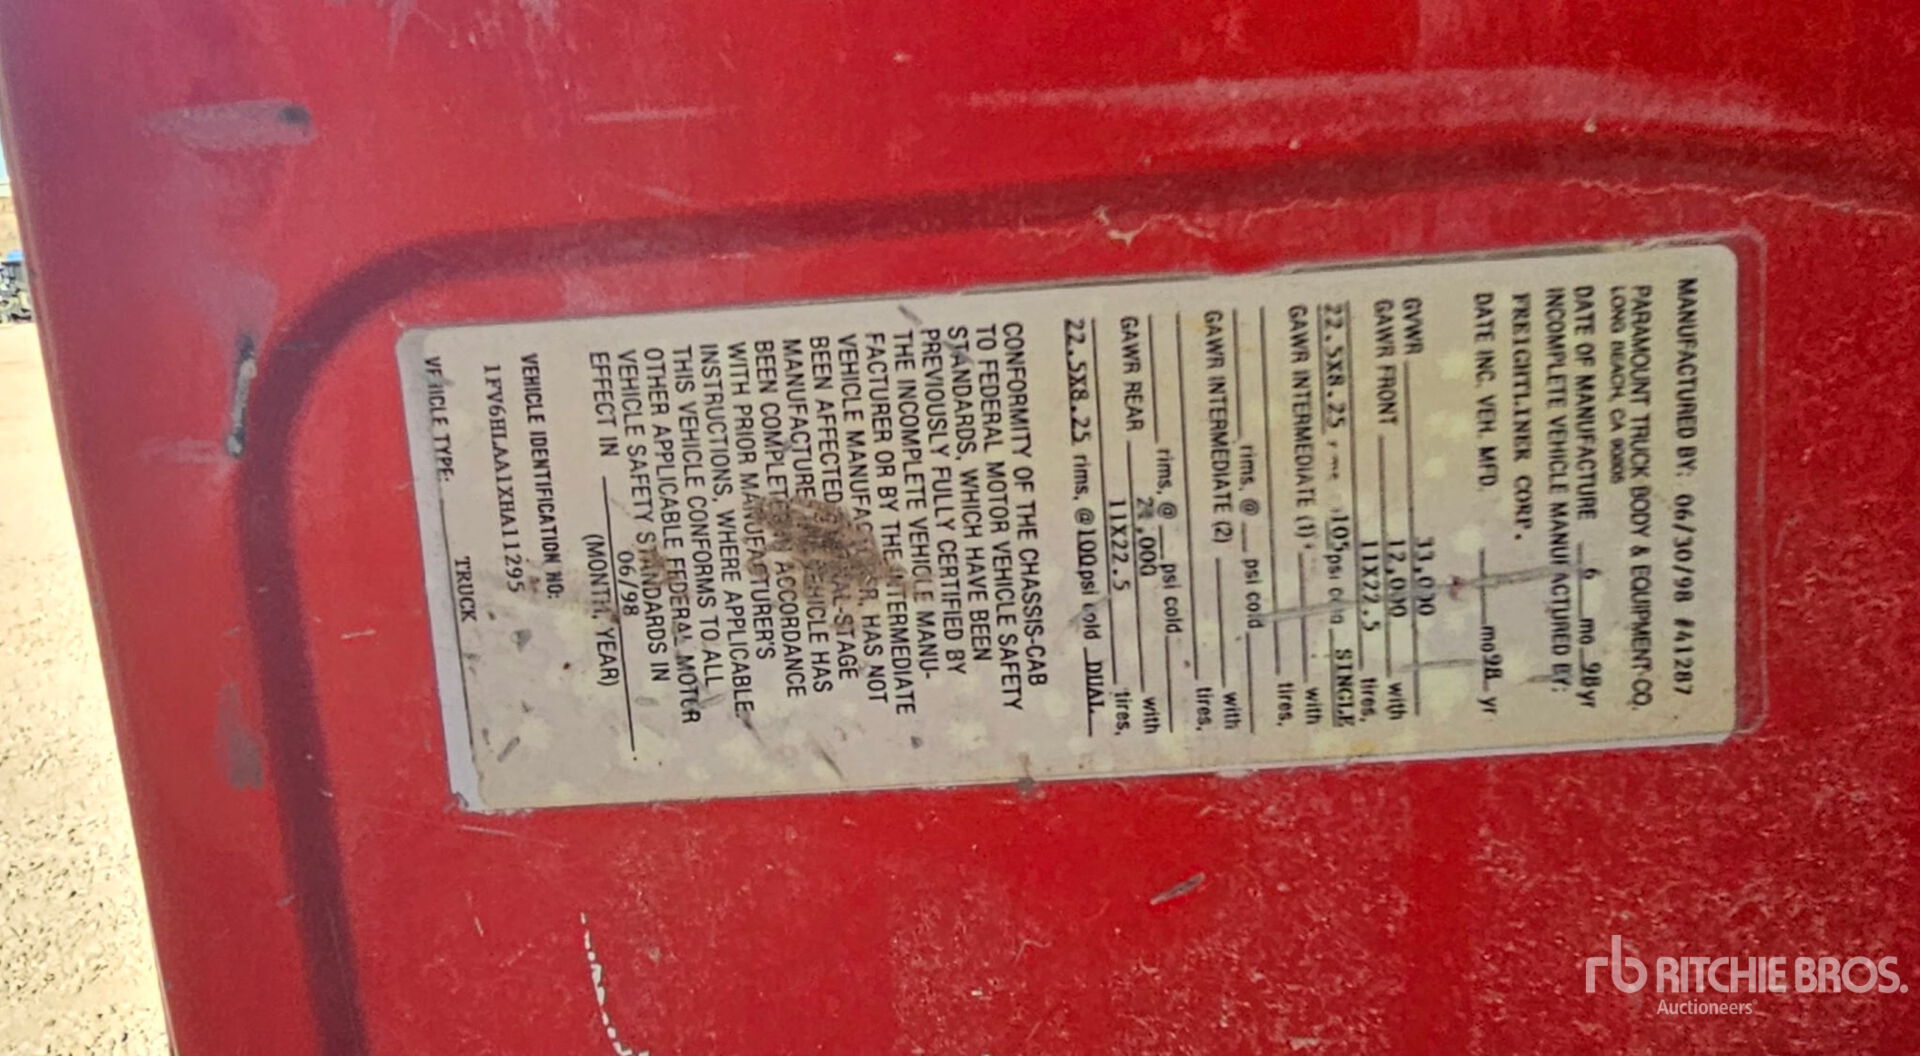 MANUFACTURED BY: 06/30/98 #41287
PARAMOUNT TRUCK BODY & EQUIPMENT CO.
LONG BEACH, CA 90805
DATE OF MANUFACTURE 6 mo 98 yr
INCOMPLETE VEHICLE MANUFACTURED BY:
FREIGHTLINER CORP.
DATE INC. VEH. MFD. mo 98 yr
GVWR 33,000
GAWR FRONT 12,000 with
11X22.5 tires,
22.5X8.25 105 psi cold SINGLE
GAWR INTERMEDIATE (1) with
tires,
rims, @ psi cold
GAWR INTERMEDIATE (2) with
tires,
rims, @ psi cold
GAWR REAR 21,000 with
11X22.5 tires,
22.5X8.25 rims, @ 100 psi cold DUAL
CONFORMITY OF THE CHASSIS-CAB
TO FEDERAL MOTOR VEHICLE SAFETY
STANDARDS, WHICH HAVE BEEN
PREVIOUSLY FULLY CERTIFIED BY
THE INCOMPLETE VEHICLE MANU-
FACTURER OR BY THE INTERMEDIATE
VEHICLE MANUFACTURER, HAS NOT
BEEN AFFECTED FINAL-STAGE
MANUFACTURER VEHICLE HAS
BEEN COMPLETED ACCORDANCE
WITH PRIOR MANUFACTURER'S
INSTRUCTIONS, WHERE APPLICABLE.
THIS VEHICLE CONFORMS TO ALL
OTHER APPLICABLE FEDERAL MOTOR
VEHICLE SAFETY STANDARDS IN
EFFECT IN 06/98.
(MONTH, YEAR)
VEHICLE IDENTIFICATION NO:
1FV6HLAA1XHA11295
VEHICLE TYPE: TRUCK
rb RITCHIE BROS.
Auctioneers